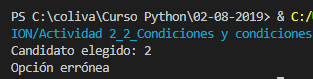 PS C:\coliva\Curso Python\02-08-2019> & C:/
ION/Actividad 2_2_Condiciones y condiciones
Candidato elegido: 2
Opción errónea